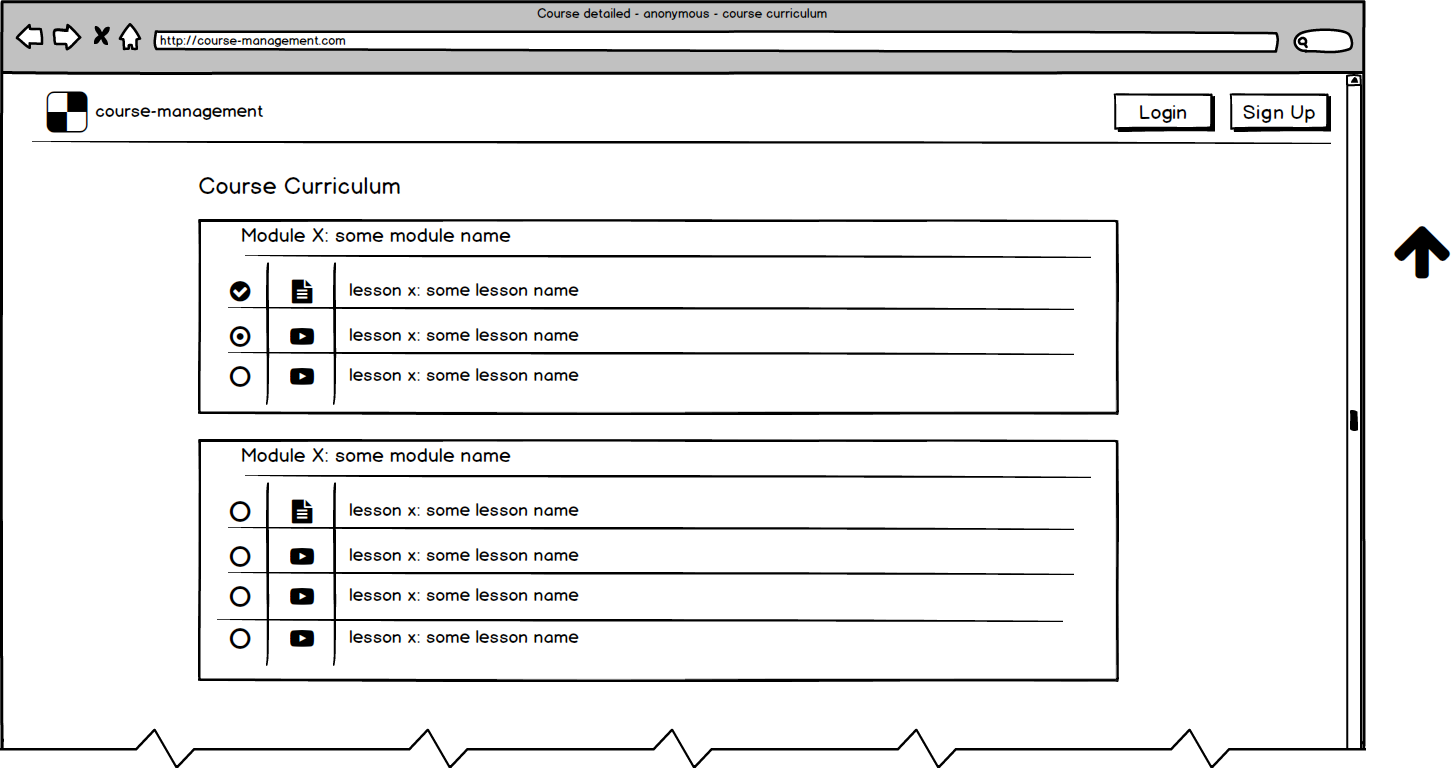 Course detailed - anonymous - course curriculum
http://course-management.com
course-management
Login
Sign Up
Course Curriculum
Module X: some module name
lesson x: some lesson name
lesson x: some lesson name
lesson x: some lesson name
Module X: some module name
lesson x: some lesson name
lesson x: some lesson name
lesson x: some lesson name
lesson x: some lesson name